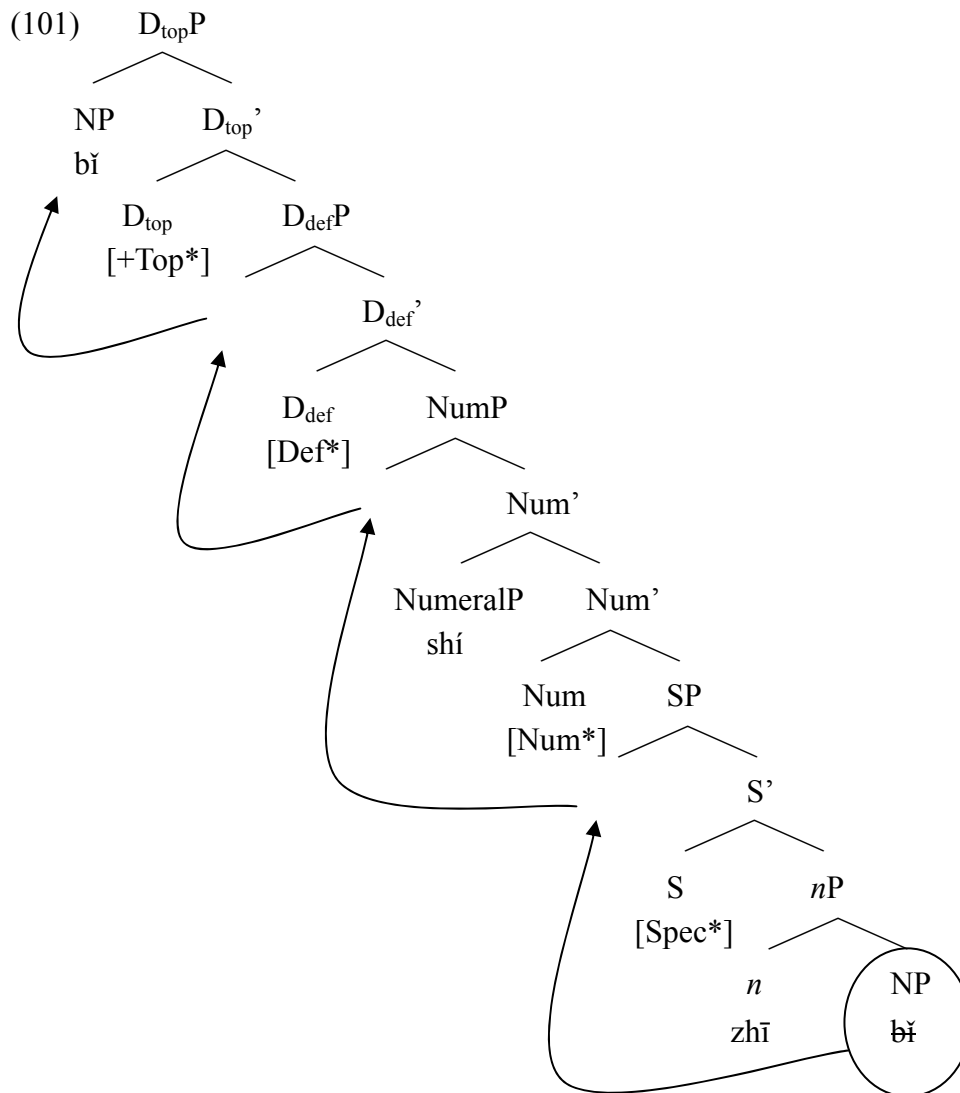 (101) DtopP
NP Dtop’
bǐ
Dtop DdefP
[+Top*]
Ddef’
Ddef NumP
[Def*]
Num’
NumeralP Num’
shí
Num SP
[Num*]
S’
S nP
[Spec*]
n NP
zhī bǐ